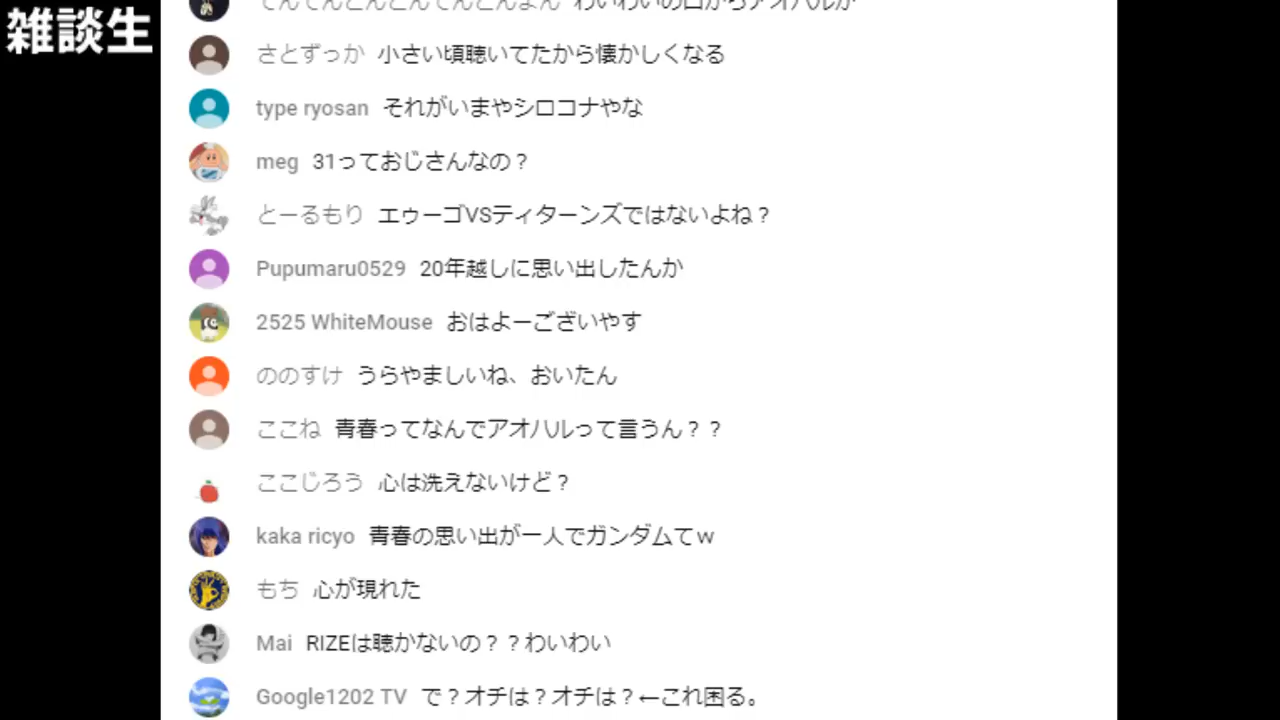 雑談生
さとずっか 小さい頃聴いてたから懐かしくなる
type ryosan それがいまやシロコナやな
meg 31っておじさんなの？
とーるもり エゥーゴVSティターンズではないよね？
Pupumaru0529 20年越しに思い出したんか
2525 WhiteMouse おはよーございやす
ののすけ うらやましいね、おいたん
ここね 青春ってなんでアオハルって言うん？？
ここじろう 心は洗えないけど？
kaka ricyo 青春の思い出が一人でガンダムてｗ
もち 心が現れた
Mai RIZEは聴かないの？？わいわい
Google1202 TV で？オチは？オチは？←これ困る。